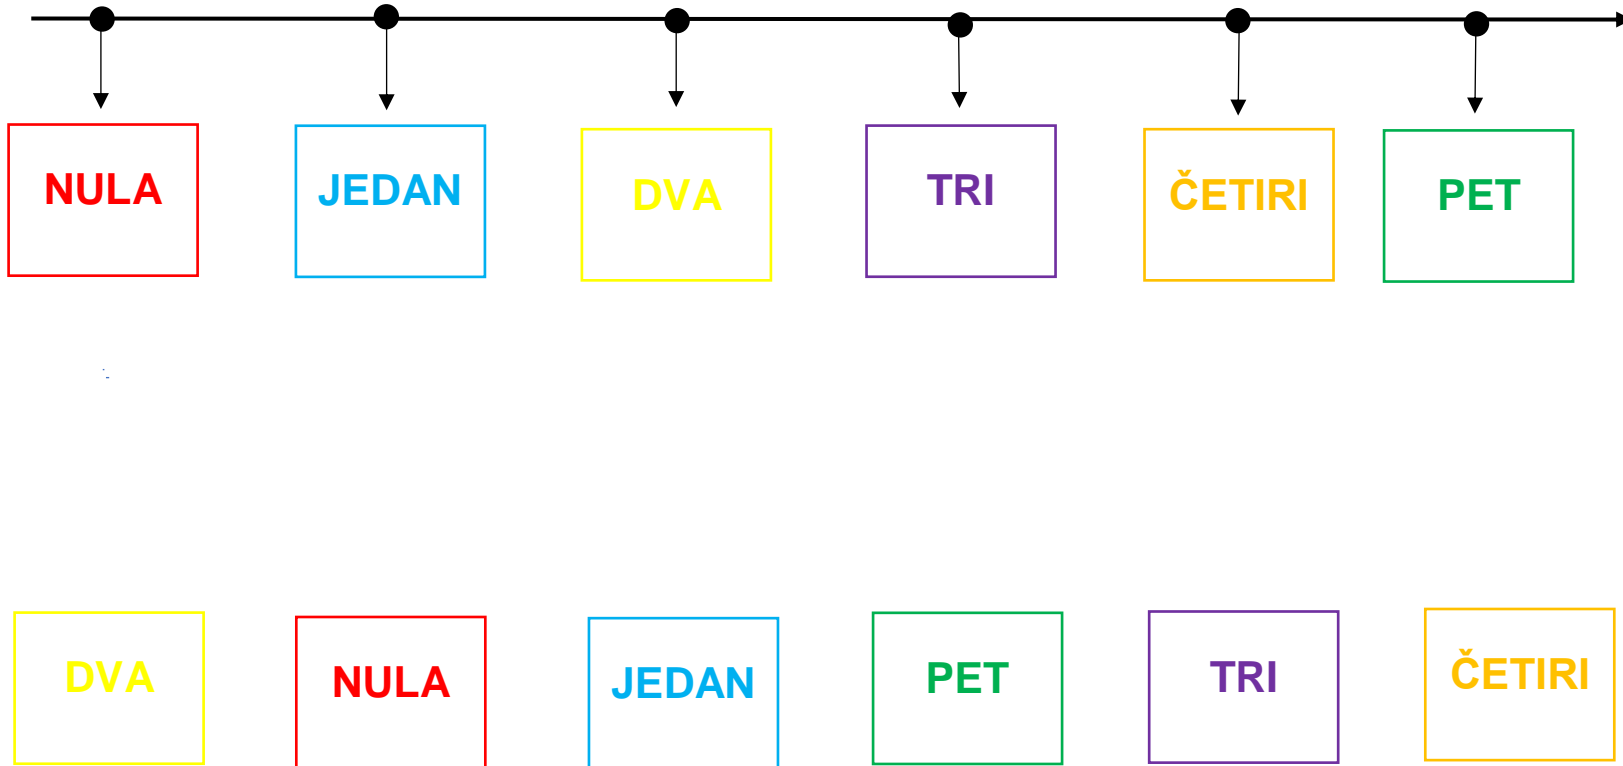 NULA JEDAN DVA TRI ČETIRI PET
DVA NULA JEDAN PET TRI ČETIRI